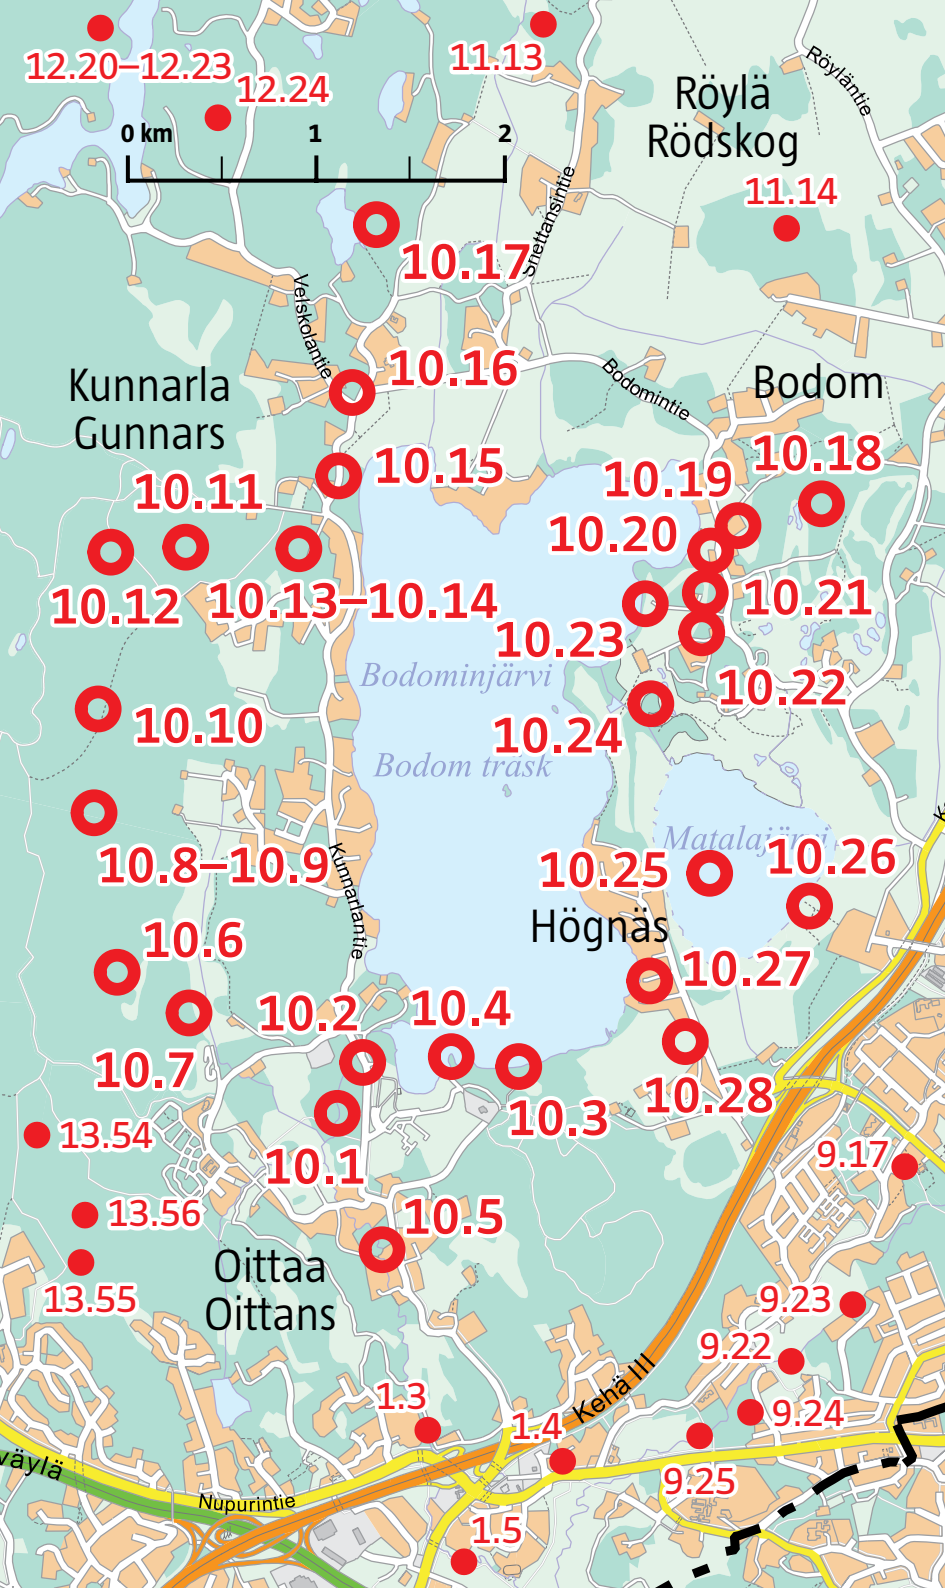 12.20–12.23
11.13
12.24
Röylä
Rödskog
Röyläntie
0 km 1 2
11.14
10.17
Snettansintie
Velskolantie
10.16
Kunnarla
Gunnars
Bodomintie
Bodom
10.15
10.18
10.19
10.11
10.20
10.12
10.13–10.14
10.21
10.23
Bodominjärvi
10.22
10.10
10.24
Bodom träsk
Matalajärvi
10.8–10.9
10.25
10.26
Kunnarlantie
Högnäs
10.6
10.27
10.2
10.4
10.7
10.28
10.3
13.54
10.1
9.17
13.56
10.5
Oittaa
Oittans
13.55
9.23
9.22
Kehä III
1.3
1.4
9.24
väylä
9.25
Nupurintie
1.5